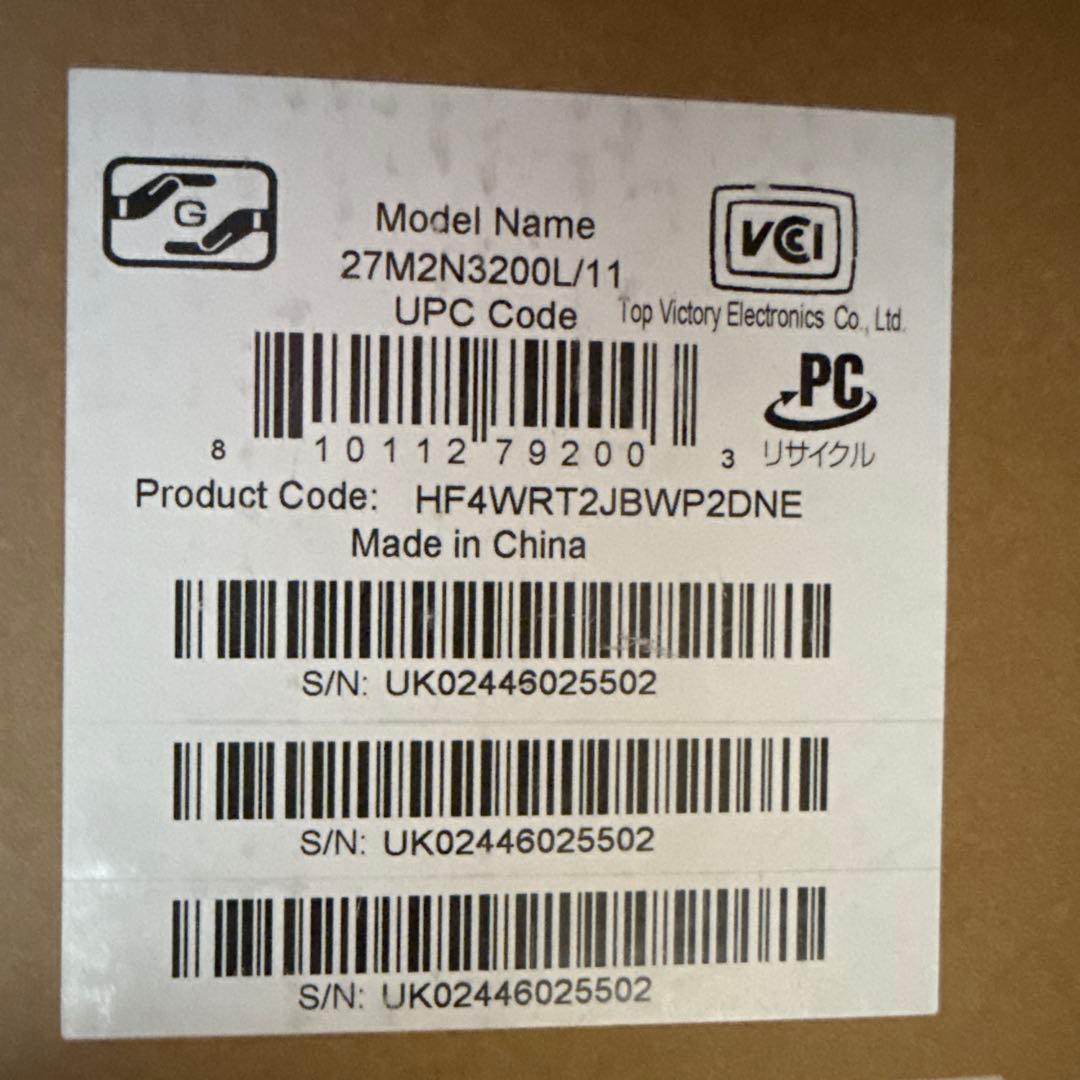 G
Model Name
27M2N3200L/11
UPC Code
VCCI
Top Victory Electronics Co., Ltd.
8 10112 79200 3
PC
リサイクル
Product Code: HF4WRT2JBWP2DNE
Made in China
S/N: UK02446025502
S/N: UK02446025502
S/N: UK02446025502